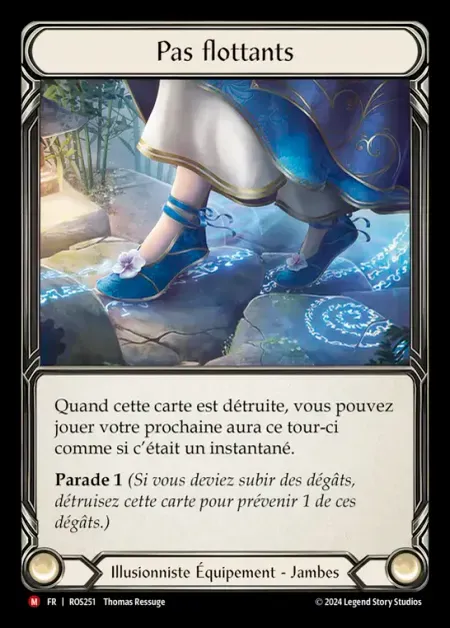 Pas flottants
Quand cette carte est détruite, vous pouvez
jouer votre prochaine aura ce tour-ci
comme si c'était un instantané.
Parade 1 (Si vous deviez subir des dégâts,
détruisez cette carte pour prévenir 1 de ces
dégâts.)
Illusionniste Équipement - Jambes
M FR | ROS251 Thomas Ressuge © 2024 Legend Story Studios